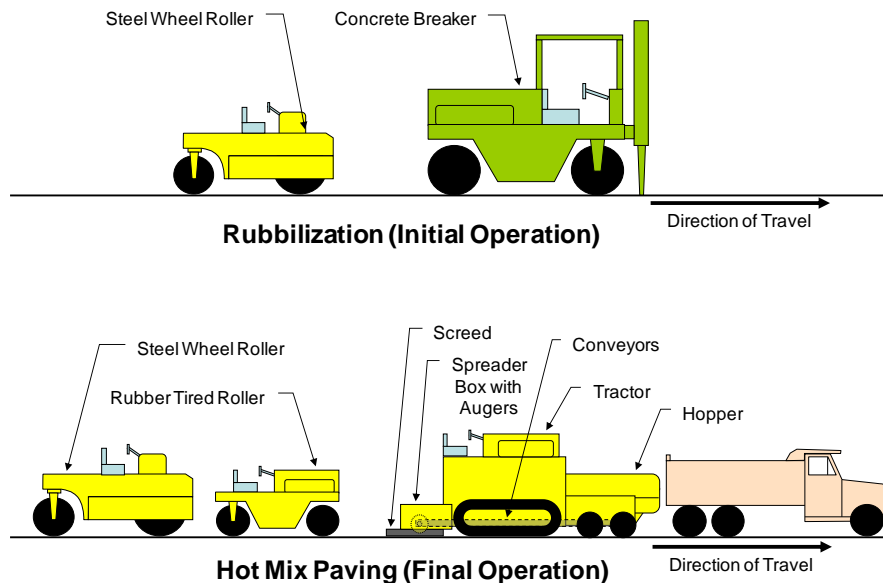 Steel Wheel Roller
Concrete Breaker
Direction of Travel
Rubbilization (Initial Operation)
Screed
Steel Wheel Roller
Conveyors
Spreader
Box with
Augers
Rubber Tired Roller
Tractor
Hopper
Direction of Travel
Hot Mix Paving (Final Operation)